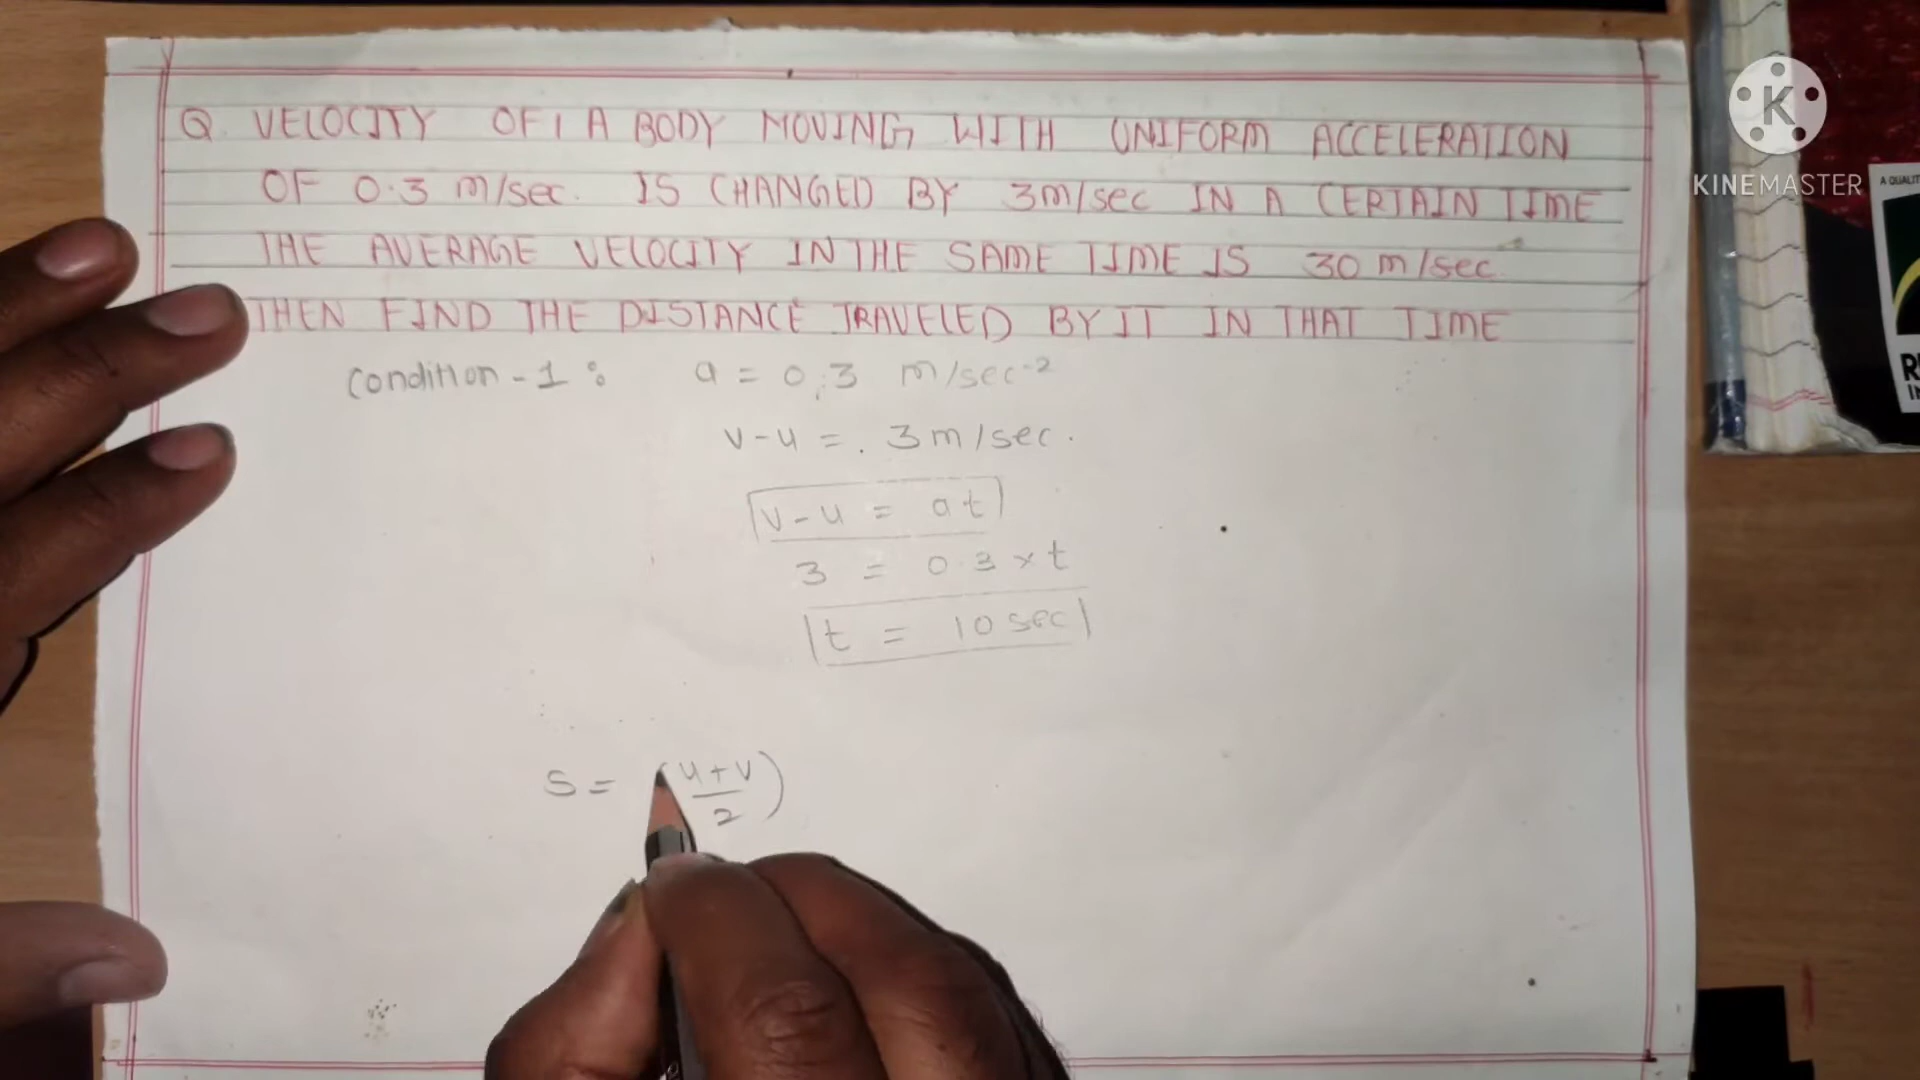 Q. VELOCITY OF A BODY MOVING WITH UNIFORM ACCELERATION
OF 0.3 m/sec. IS CHANGED BY 3m/sec IN A CERTAIN TIME
THE AVERAGE VELOCITY IN THE SAME TIME IS 30 m/sec
THEN FIND THE DISTANCE TRAVELED BY IT IN THAT TIME
condition-1: a = 0.3 m/sec-2
v-u = 3m/sec.
v-u = at
3 = 0.3 x t
t = 10 sec
S = (u+v/2)
K
KINEMASTER